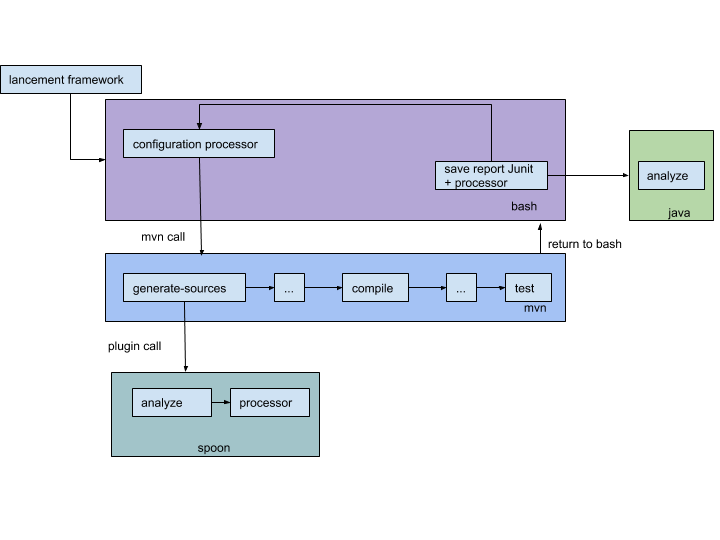 lancement framework
configuration processor
save report Junit
+ processor
bash
analyze
java
mvn call
return to bash
generate-sources
...
compile
...
test
mvn
plugin call
analyze
processor
spoon